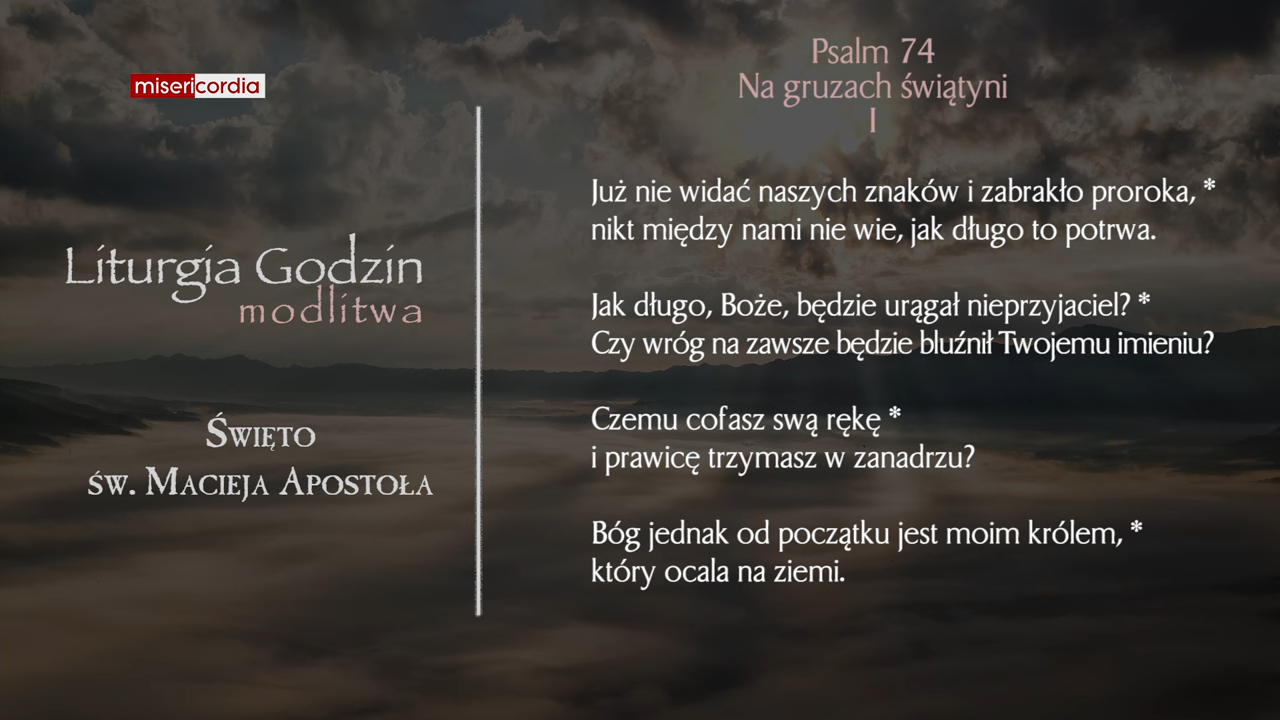 misericordia
Liturgia Godzin
modlitwa
Święto
św. Macieja Apostoła
Psalm 74
Na gruzach świątyni
I
Już nie widać naszych znaków i zabrakło proroka, *
nikt między nami nie wie, jak długo to potrwa.
Jak długo, Boże, będzie urągał nieprzyjaciel? *
Czy wróg na zawsze będzie bluźnił Twojemu imieniu?
Czemu cofasz swą rękę *
i prawicę trzymasz w zanadrzu?
Bóg jednak od początku jest moim królem, *
który ocala na ziemi.